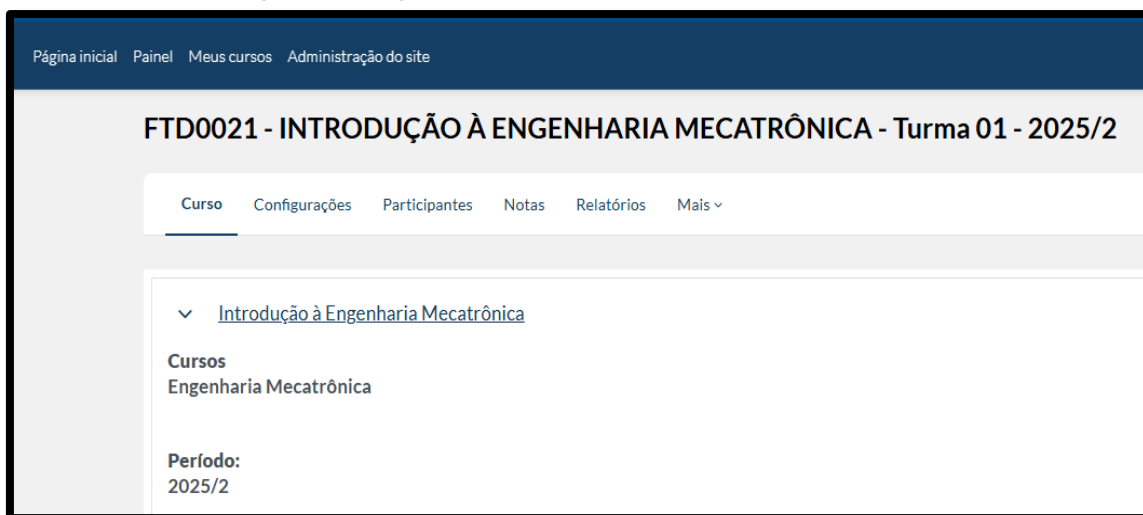 Página inicial Painel Meus cursos Administração do site
FTD0021 - INTRODUÇÃO À ENGENHARIA MECATRÔNICA - Turma 01 - 2025/2
Curso Configurações Participantes Notas Relatórios Mais
Introdução à Engenharia Mecatrônica
Cursos
Engenharia Mecatrônica
Período:
2025/2